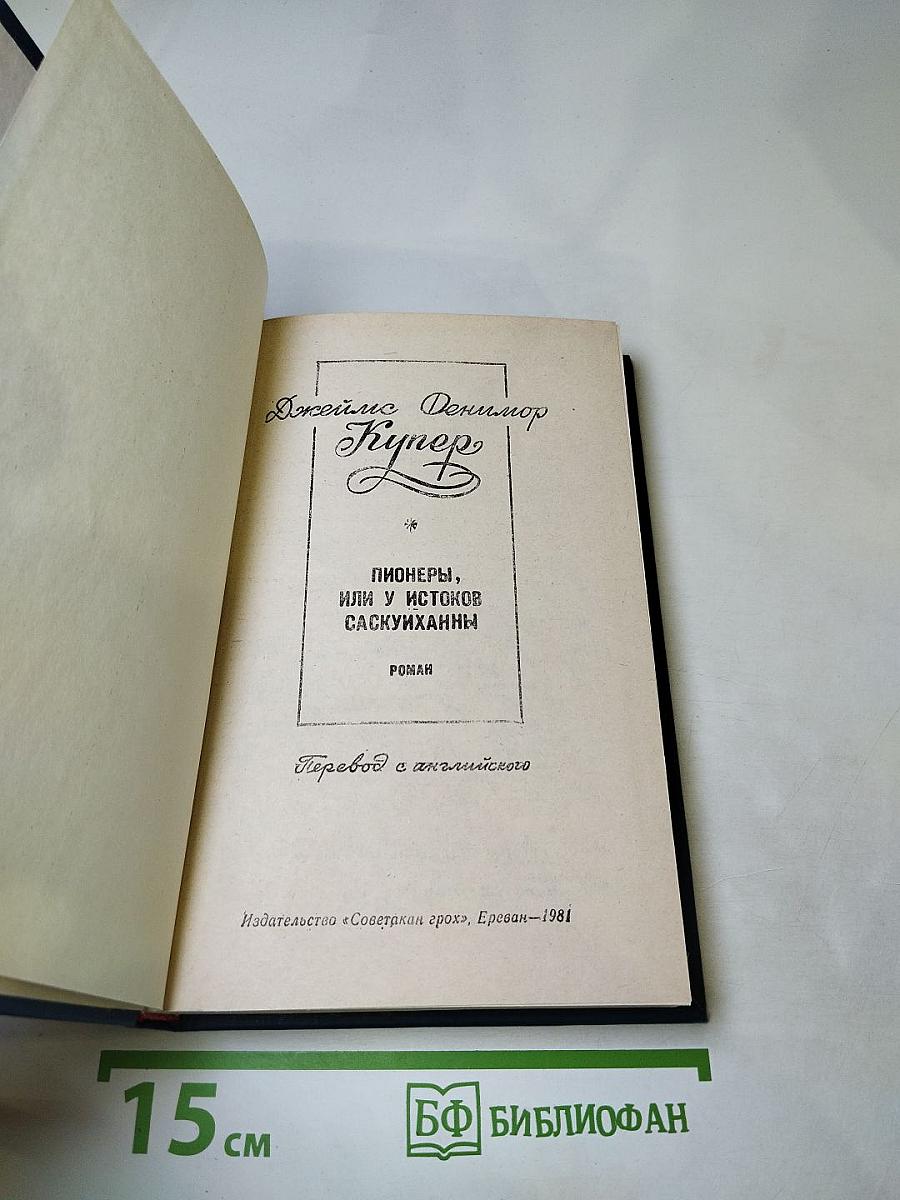 Джеймс Фенимор
Купер
*
ПИОНЕРЫ,
ИЛИ У ИСТОКОВ
САСКУИХАННЫ
РОМАН
Перевод с английского
Издательство «Советакан грох», Ереван—1981
15 см
БФ БИБЛИОФАН